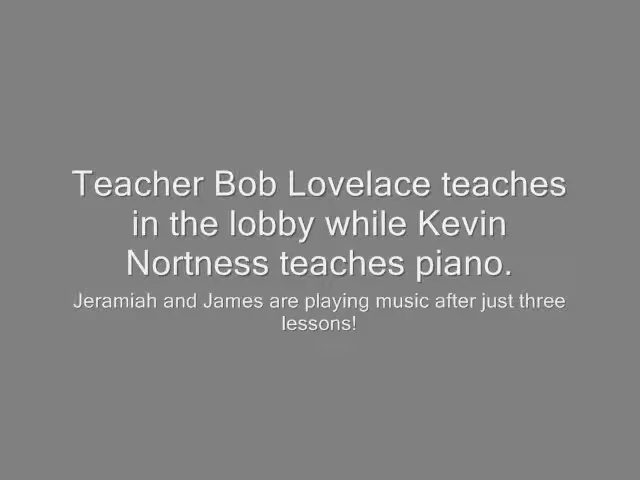 Teacher Bob Lovelace teaches
in the lobby while Kevin
Nortness teaches piano.
Jeramiah and James are playing music after just three
lessons!